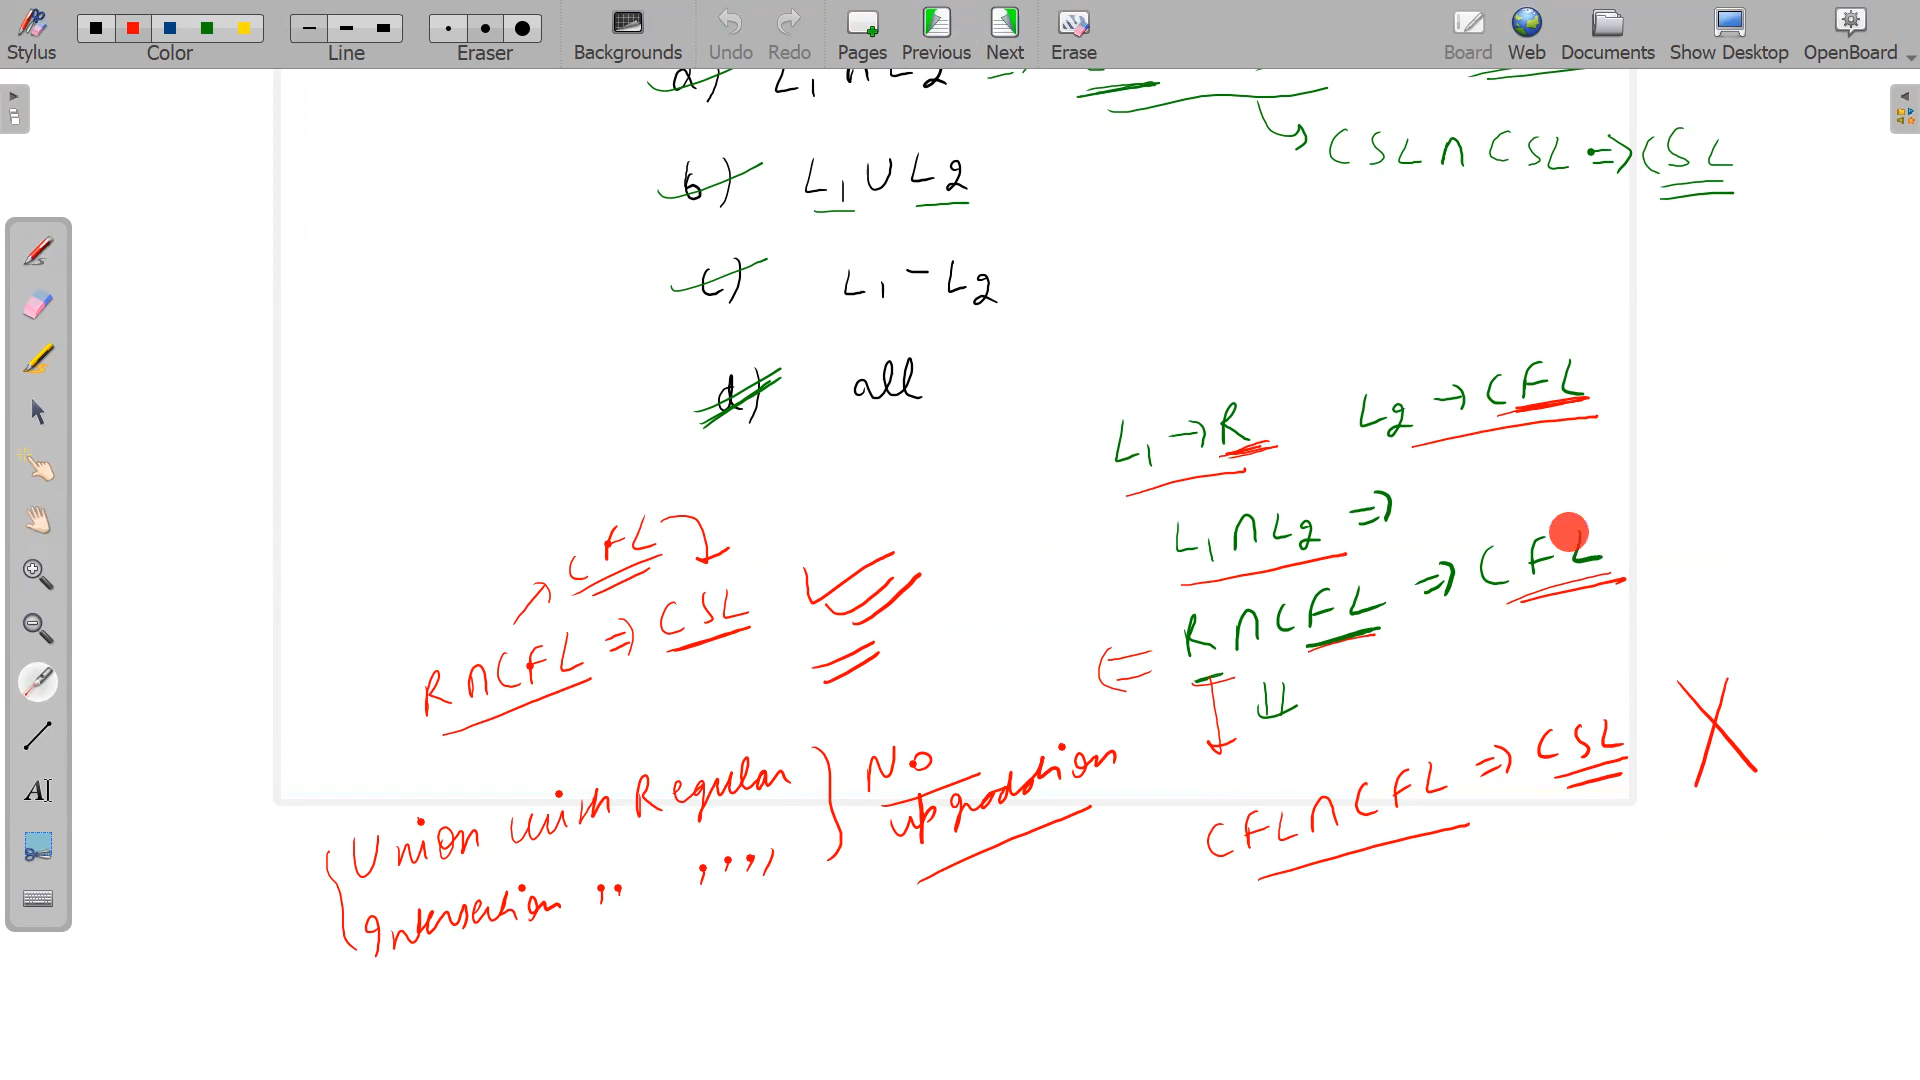 Stylus Color Line Eraser Backgrounds Undo Redo Pages Previous Next Erase Board Web Documents Show Desktop OpenBoard
a) L1 ∩ L2 =>
CSL ∩ CSL => CSL
b) L1 ∪ L2
c) L1 - L2
d) all
L1 → R L2 → CFL
L1 ∩ L2 =>
R ∩ CFL => CFL
CFL
R ∩ CFL => CSL
CFL ∩ CFL => CSL
Union with Regular
Intersection ,, ,,,,
No
upgradation